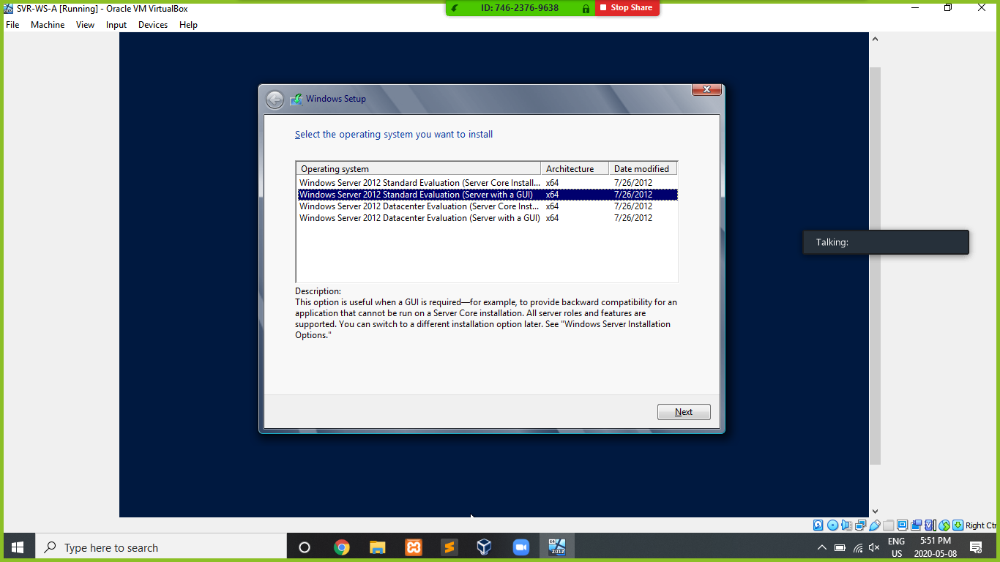 SVR-WS-A [Running] - Oracle VM VirtualBox
ID: 746-2376-9638
Stop Share
File Machine View Input Devices Help
Windows Setup
Select the operating system you want to install
Operating system Architecture Date modified
Windows Server 2012 Standard Evaluation (Server Core Install... x64 7/26/2012
Windows Server 2012 Standard Evaluation (Server with a GUI) x64 7/26/2012
Windows Server 2012 Datacenter Evaluation (Server Core Inst... x64 7/26/2012
Windows Server 2012 Datacenter Evaluation (Server with a GUI) x64 7/26/2012
Talking:
Description:
This option is useful when a GUI is required—for example, to provide backward compatibility for an
application that cannot be run on a Server Core installation. All server roles and features are
supported. You can switch to a different installation option later. See "Windows Server Installation
Options."
Next
Right Ctr
Type here to search
64
2012
ENG
US
5:51 PM
2020-05-08